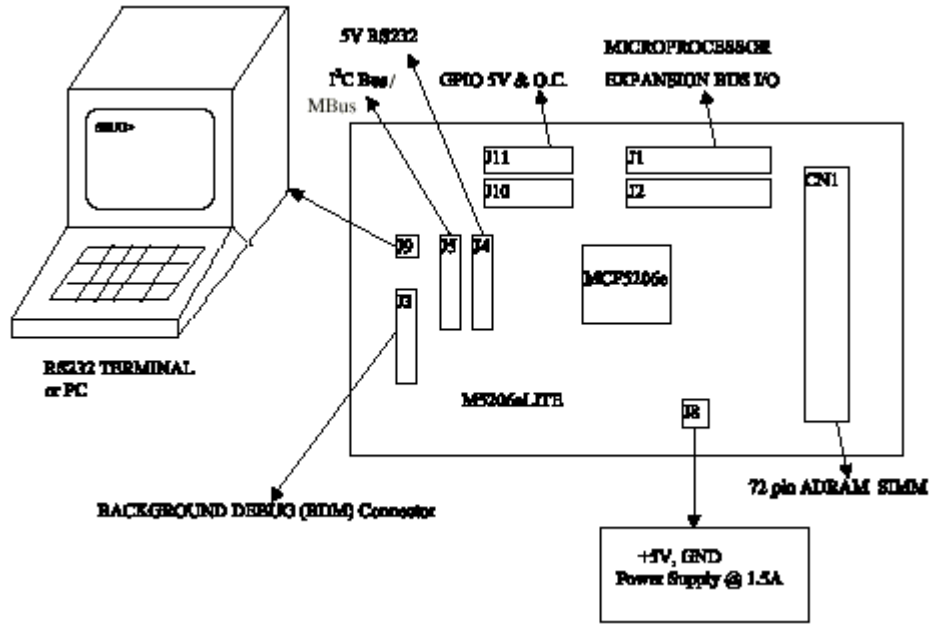 5V RS232
I²C Bus /
MBus
GPIO 5V & O.C.
MICROPROCESSOR
EXPANSION BUS I/O
J11
J10
J1
J2
CN1
J9
J5
J4
J3
MCF5206e
RS232 TERMINAL
or PC
M5206eLITE
J8
72 pin ADRAM SIMM
BACKGROUND DEBUG (BDM) Connector
+5V, GND
Power Supply @ 1.5A